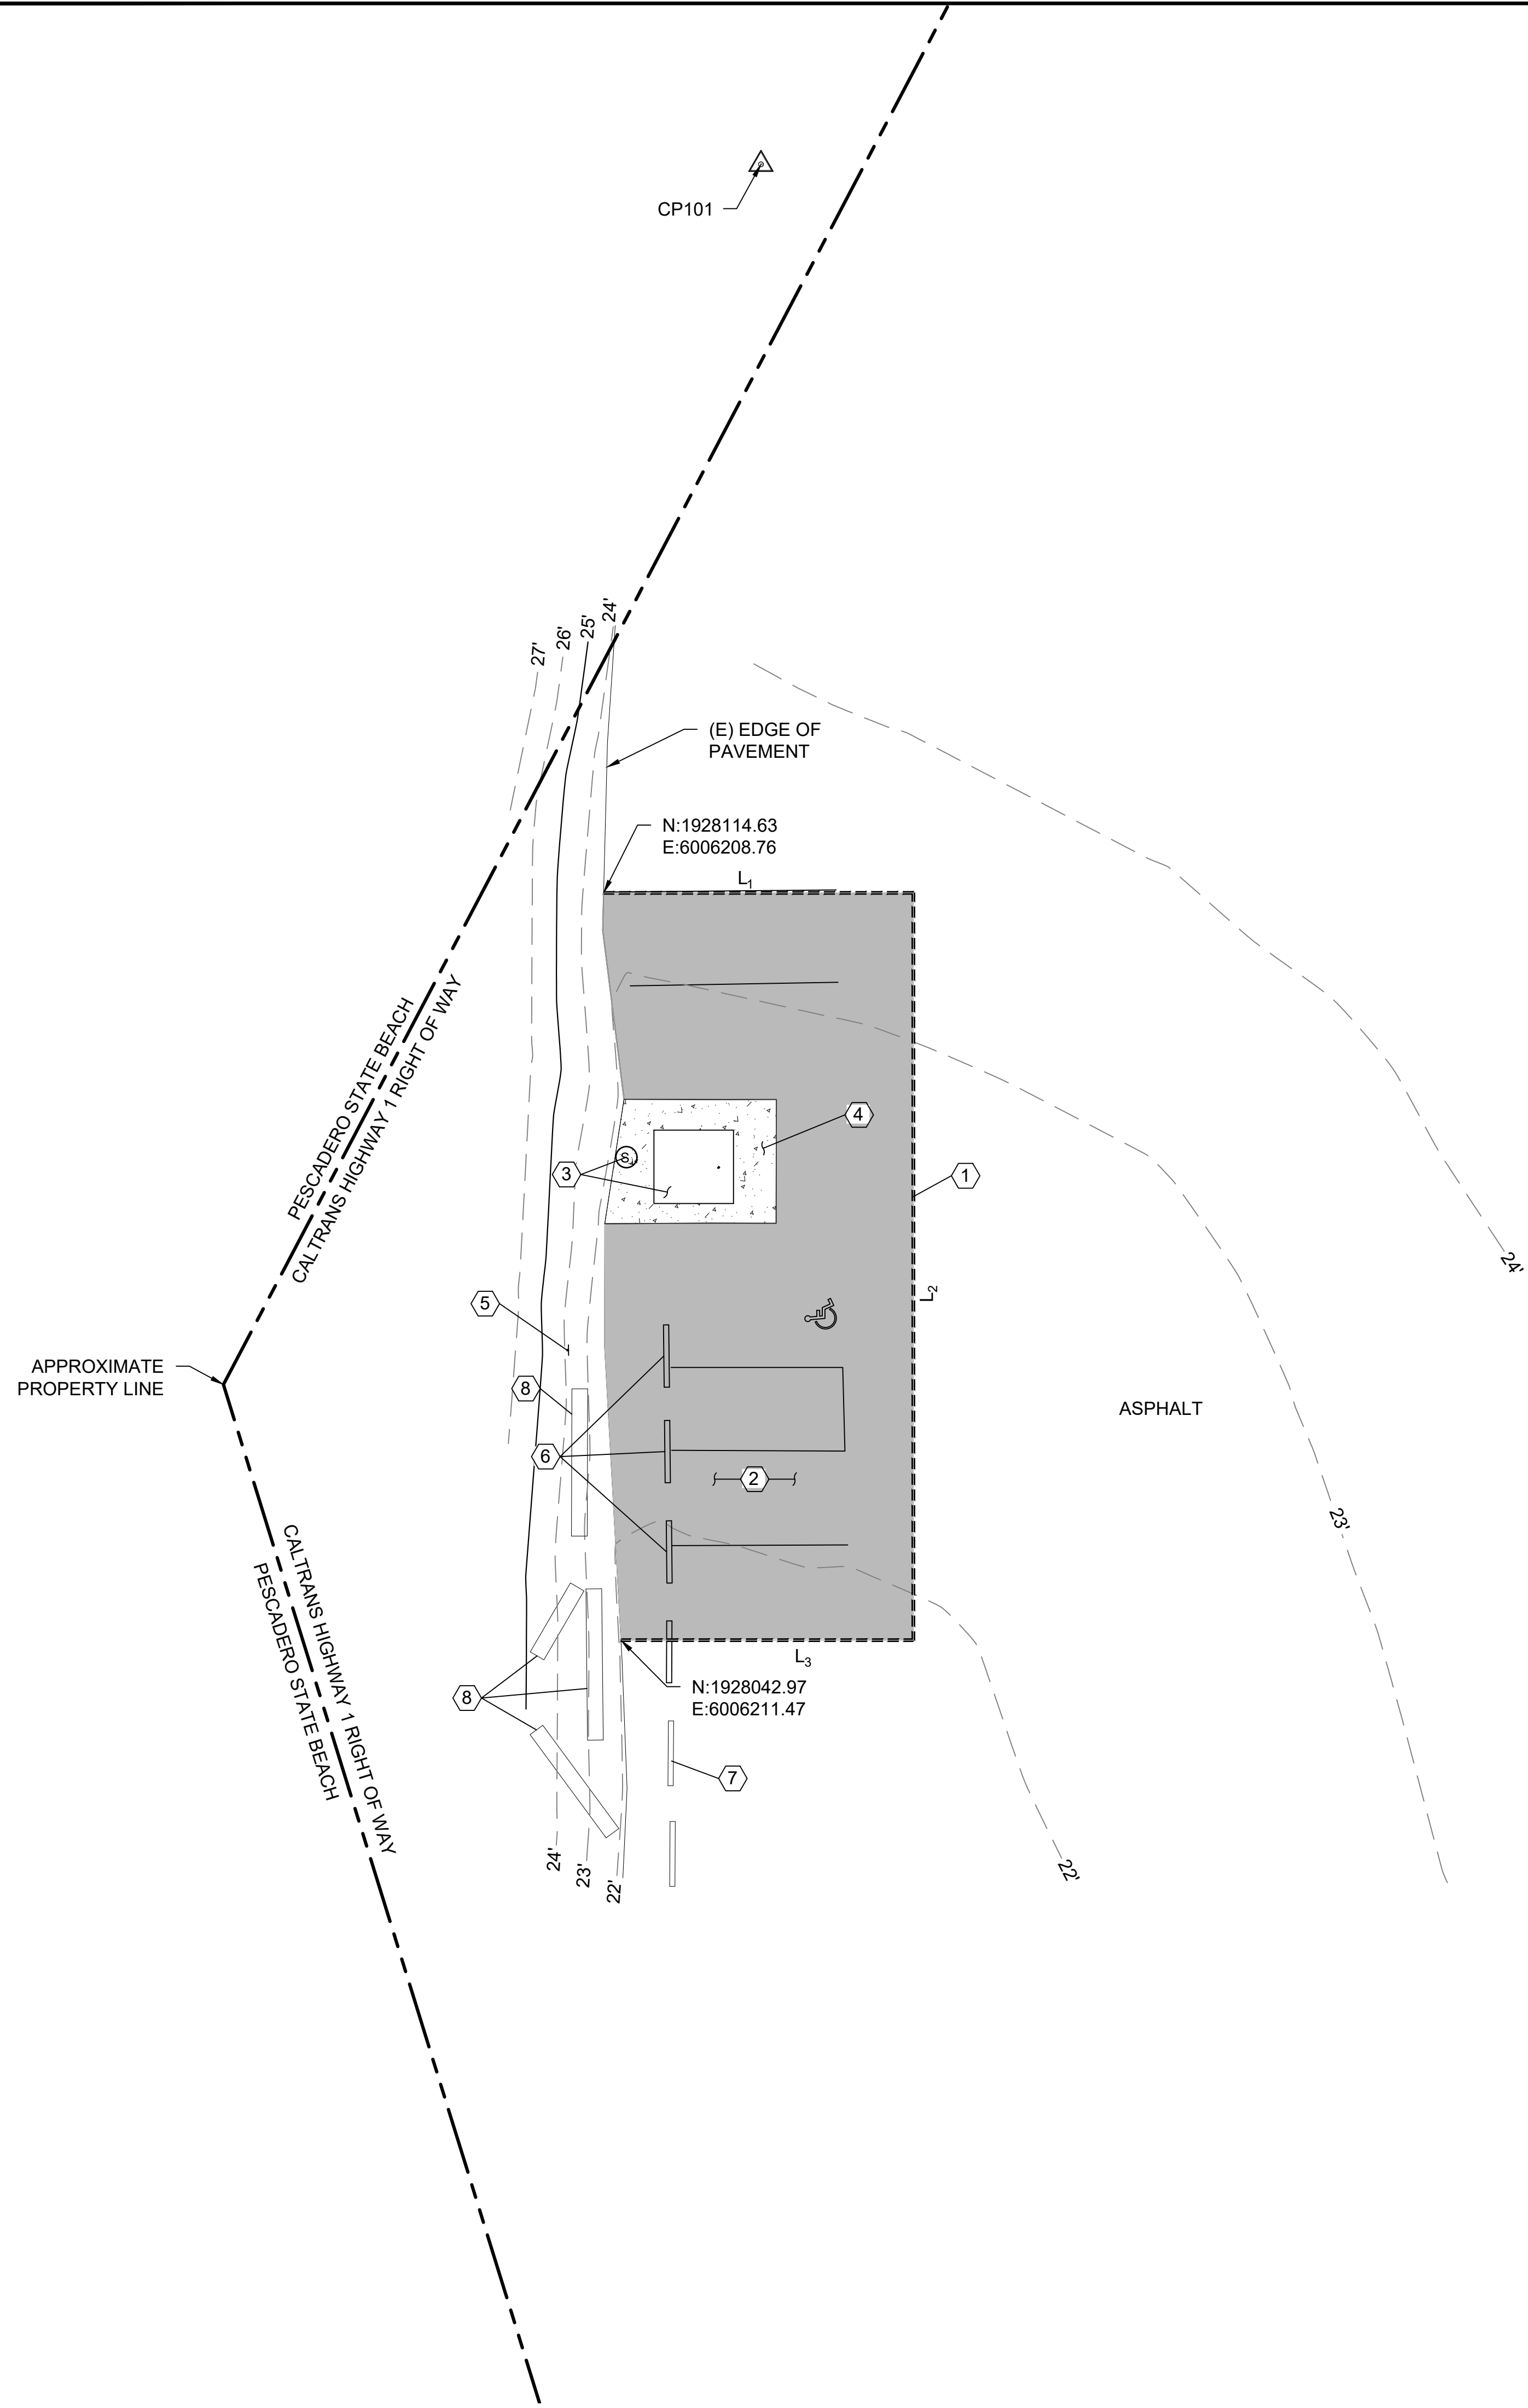 CP101
27'
26'
25'
24'
(E) EDGE OF
PAVEMENT
N:1928114.63
E:6006208.76
L1
PESCADERO STATE BEACH
CALTRANS HIGHWAY 1 RIGHT OF WAY
4
3
S
1
24'
L2
5
APPROXIMATE
PROPERTY LINE
8
ASPHALT
6
2
23'
CALTRANS HIGHWAY 1 RIGHT OF WAY
PESCADERO STATE BEACH
L3
8
N:1928042.97
E:6006211.47
7
24'
23'
22'
22'